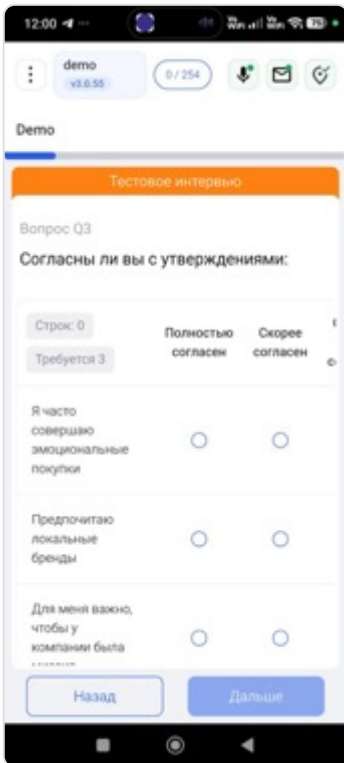 12:00
demo
v3.0.55
0 / 254
Demo
Тестовое интервью
Вопрос Q3
Согласны ли вы с утверждениями:
Строк: 0
Требуется 3
Полностью
согласен
Скорее
согласен
Я часто
совершаю
эмоциональные
покупки
Предпочитаю
локальные
бренды
Для меня важно,
чтобы у
компании была
Назад
Дальше